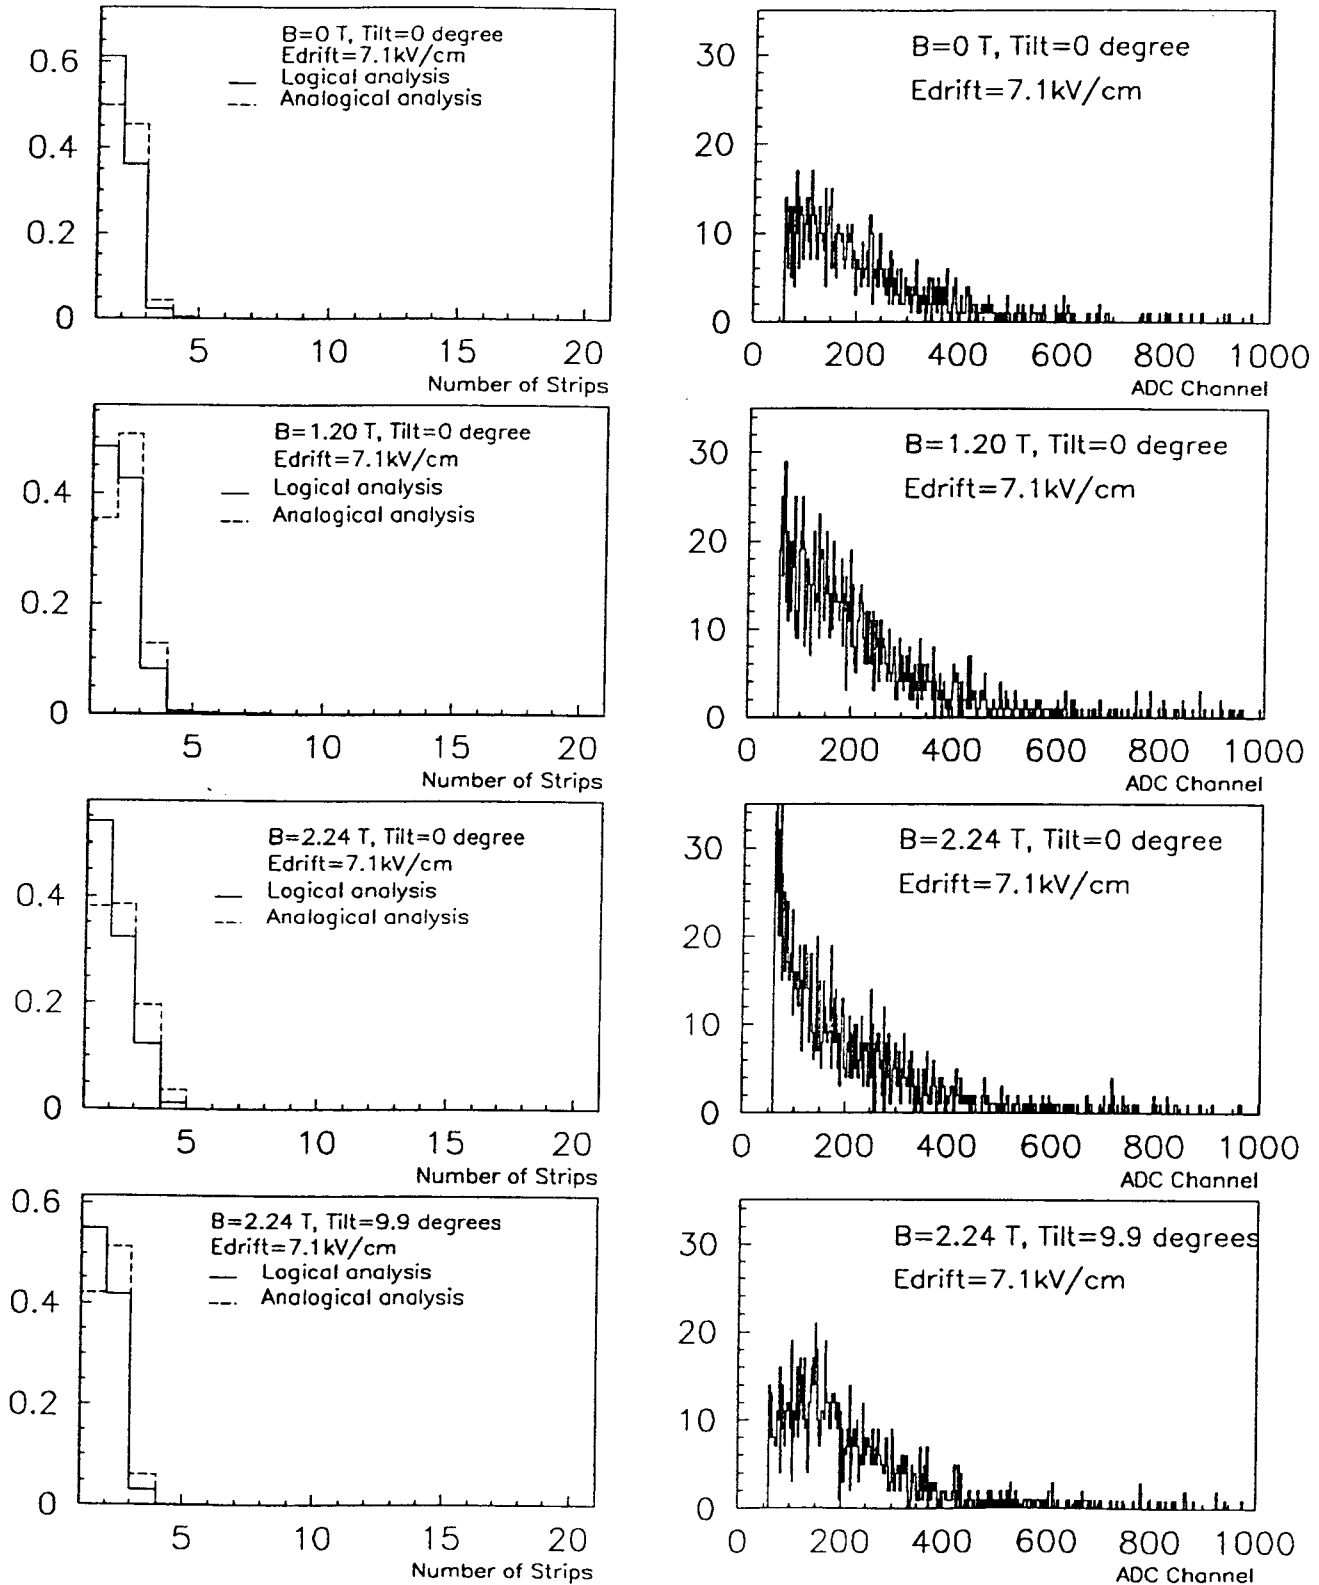 B=0 T, Tilt=0 degree
Edrift=7.1kV/cm
Logical analysis
Analogical analysis
0.6
0.4
0.2
0
5 10 15 20
Number of Strips
B=0 T, Tilt=0 degree
Edrift=7.1kV/cm
30
20
10
0
0 200 400 600 800 1000
ADC Channel
B=1.20 T, Tilt=0 degree
Edrift=7.1kV/cm
Logical analysis
Analogical analysis
0.4
0.2
0
5 10 15 20
Number of Strips
B=1.20 T, Tilt=0 degree
Edrift=7.1kV/cm
30
20
10
0
0 200 400 600 800 1000
ADC Channel
B=2.24 T, Tilt=0 degree
Edrift=7.1kV/cm
Logical analysis
Analogical analysis
0.4
0.2
0
5 10 15 20
Number of Strips
B=2.24 T, Tilt=0 degree
Edrift=7.1kV/cm
30
20
10
0
0 200 400 600 800 1000
ADC Channel
B=2.24 T, Tilt=9.9 degrees
Edrift=7.1kV/cm
Logical analysis
Analogical analysis
0.6
0.4
0.2
0
5 10 15 20
Number of Strips
B=2.24 T, Tilt=9.9 degrees
Edrift=7.1kV/cm
30
20
10
0
0 200 400 600 800 1000
ADC Channel